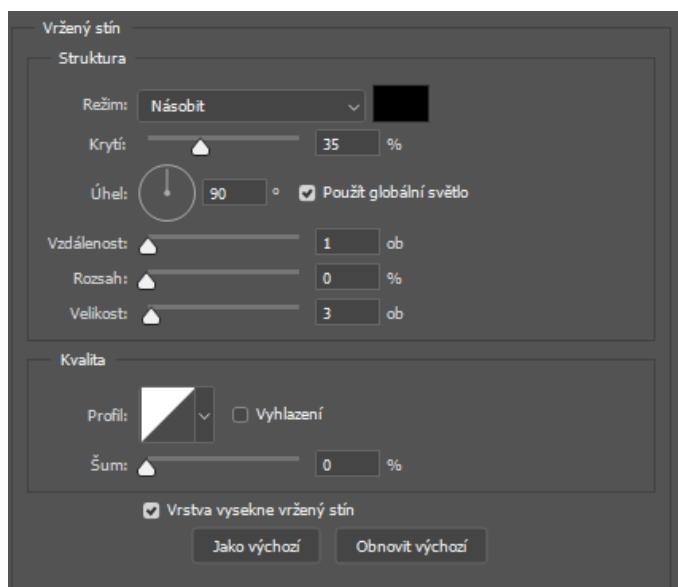 Vržený stín
Struktura
Režim: Násobit
Krytí: 35 %
Úhel: 90 ° Použít globální světlo
Vzdálenost: 1 ob
Rozsah: 0 %
Velikost: 3 ob
Kvalita
Profil: Vyhlazení
Šum: 0 %
Vrstva vysekne vržený stín
Jako výchozí Obnovit výchozí